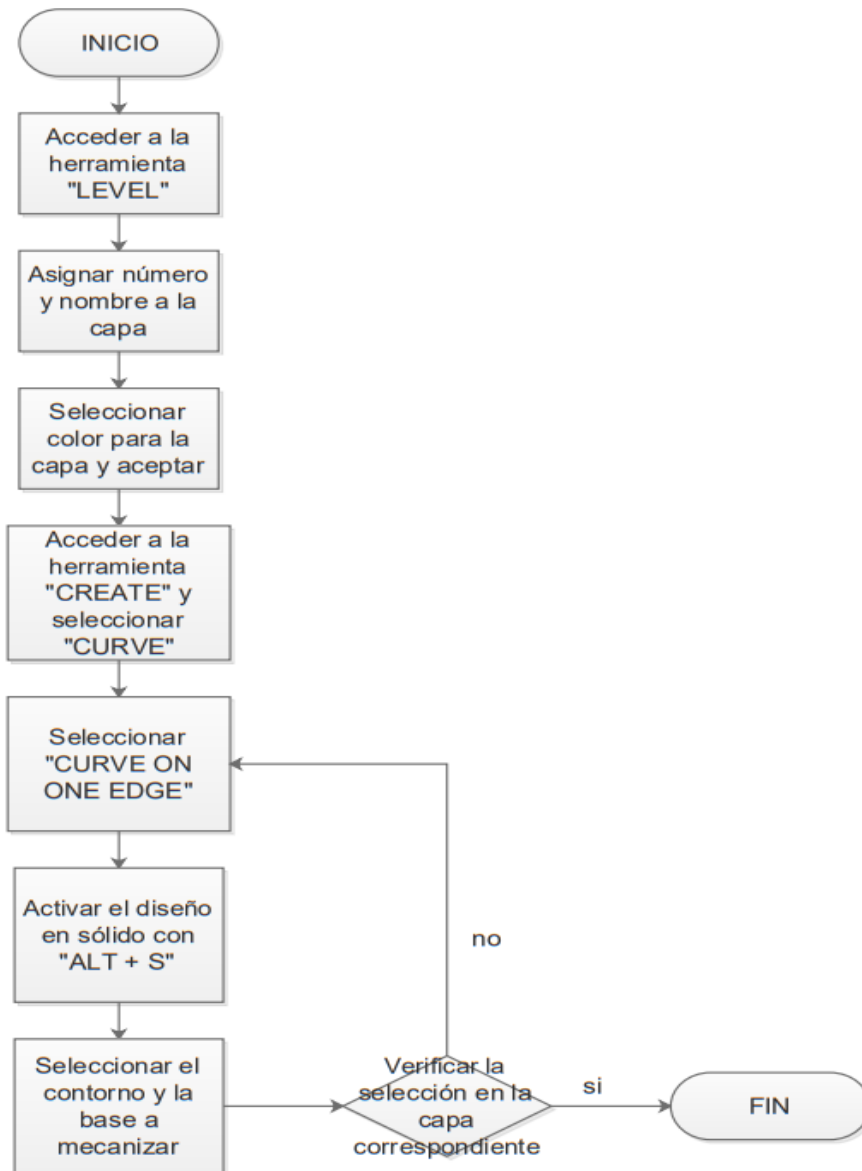 INICIO
Acceder a la
herramienta
"LEVEL"
Asignar número
y nombre a la
capa
Seleccionar
color para la
capa y aceptar
Acceder a la
herramienta
"CREATE" y
seleccionar
"CURVE"
Seleccionar
"CURVE ON
ONE EDGE"
Activar el diseño
en sólido con
"ALT + S"
Seleccionar el
contorno y la
base a
mecanizar
Verificar la
selección en la
capa
correspondiente
no
si
FIN